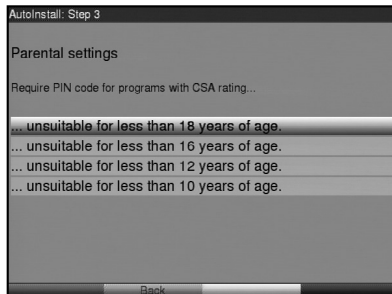 AutoInstall: Step 3
Parental settings
Require PIN code for programs with CSA rating...
... unsuitable for less than 18 years of age.
... unsuitable for less than 16 years of age.
... unsuitable for less than 12 years of age.
... unsuitable for less than 10 years of age.
Back